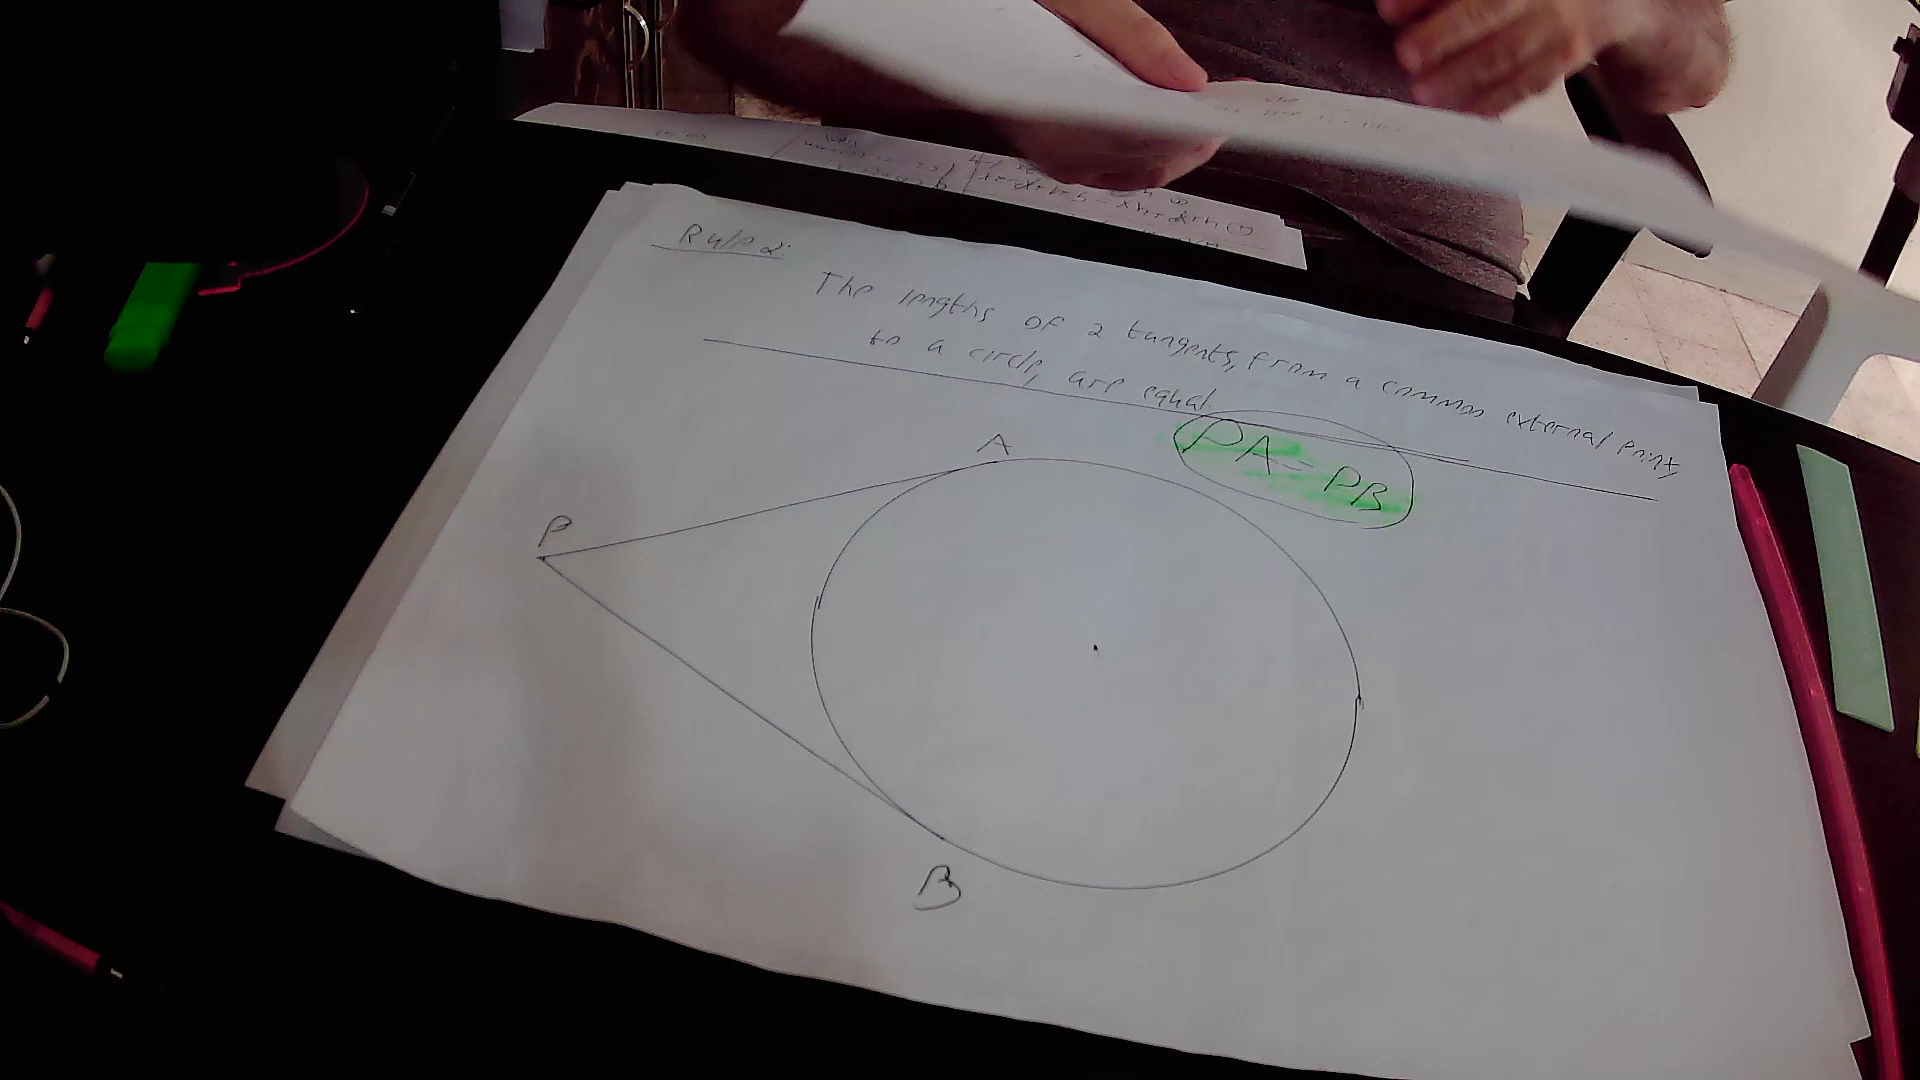 Rule 2:
The lengths of 2 tangents, from a common external point,
to a circle, are equal.
PA = PB
A
P
B